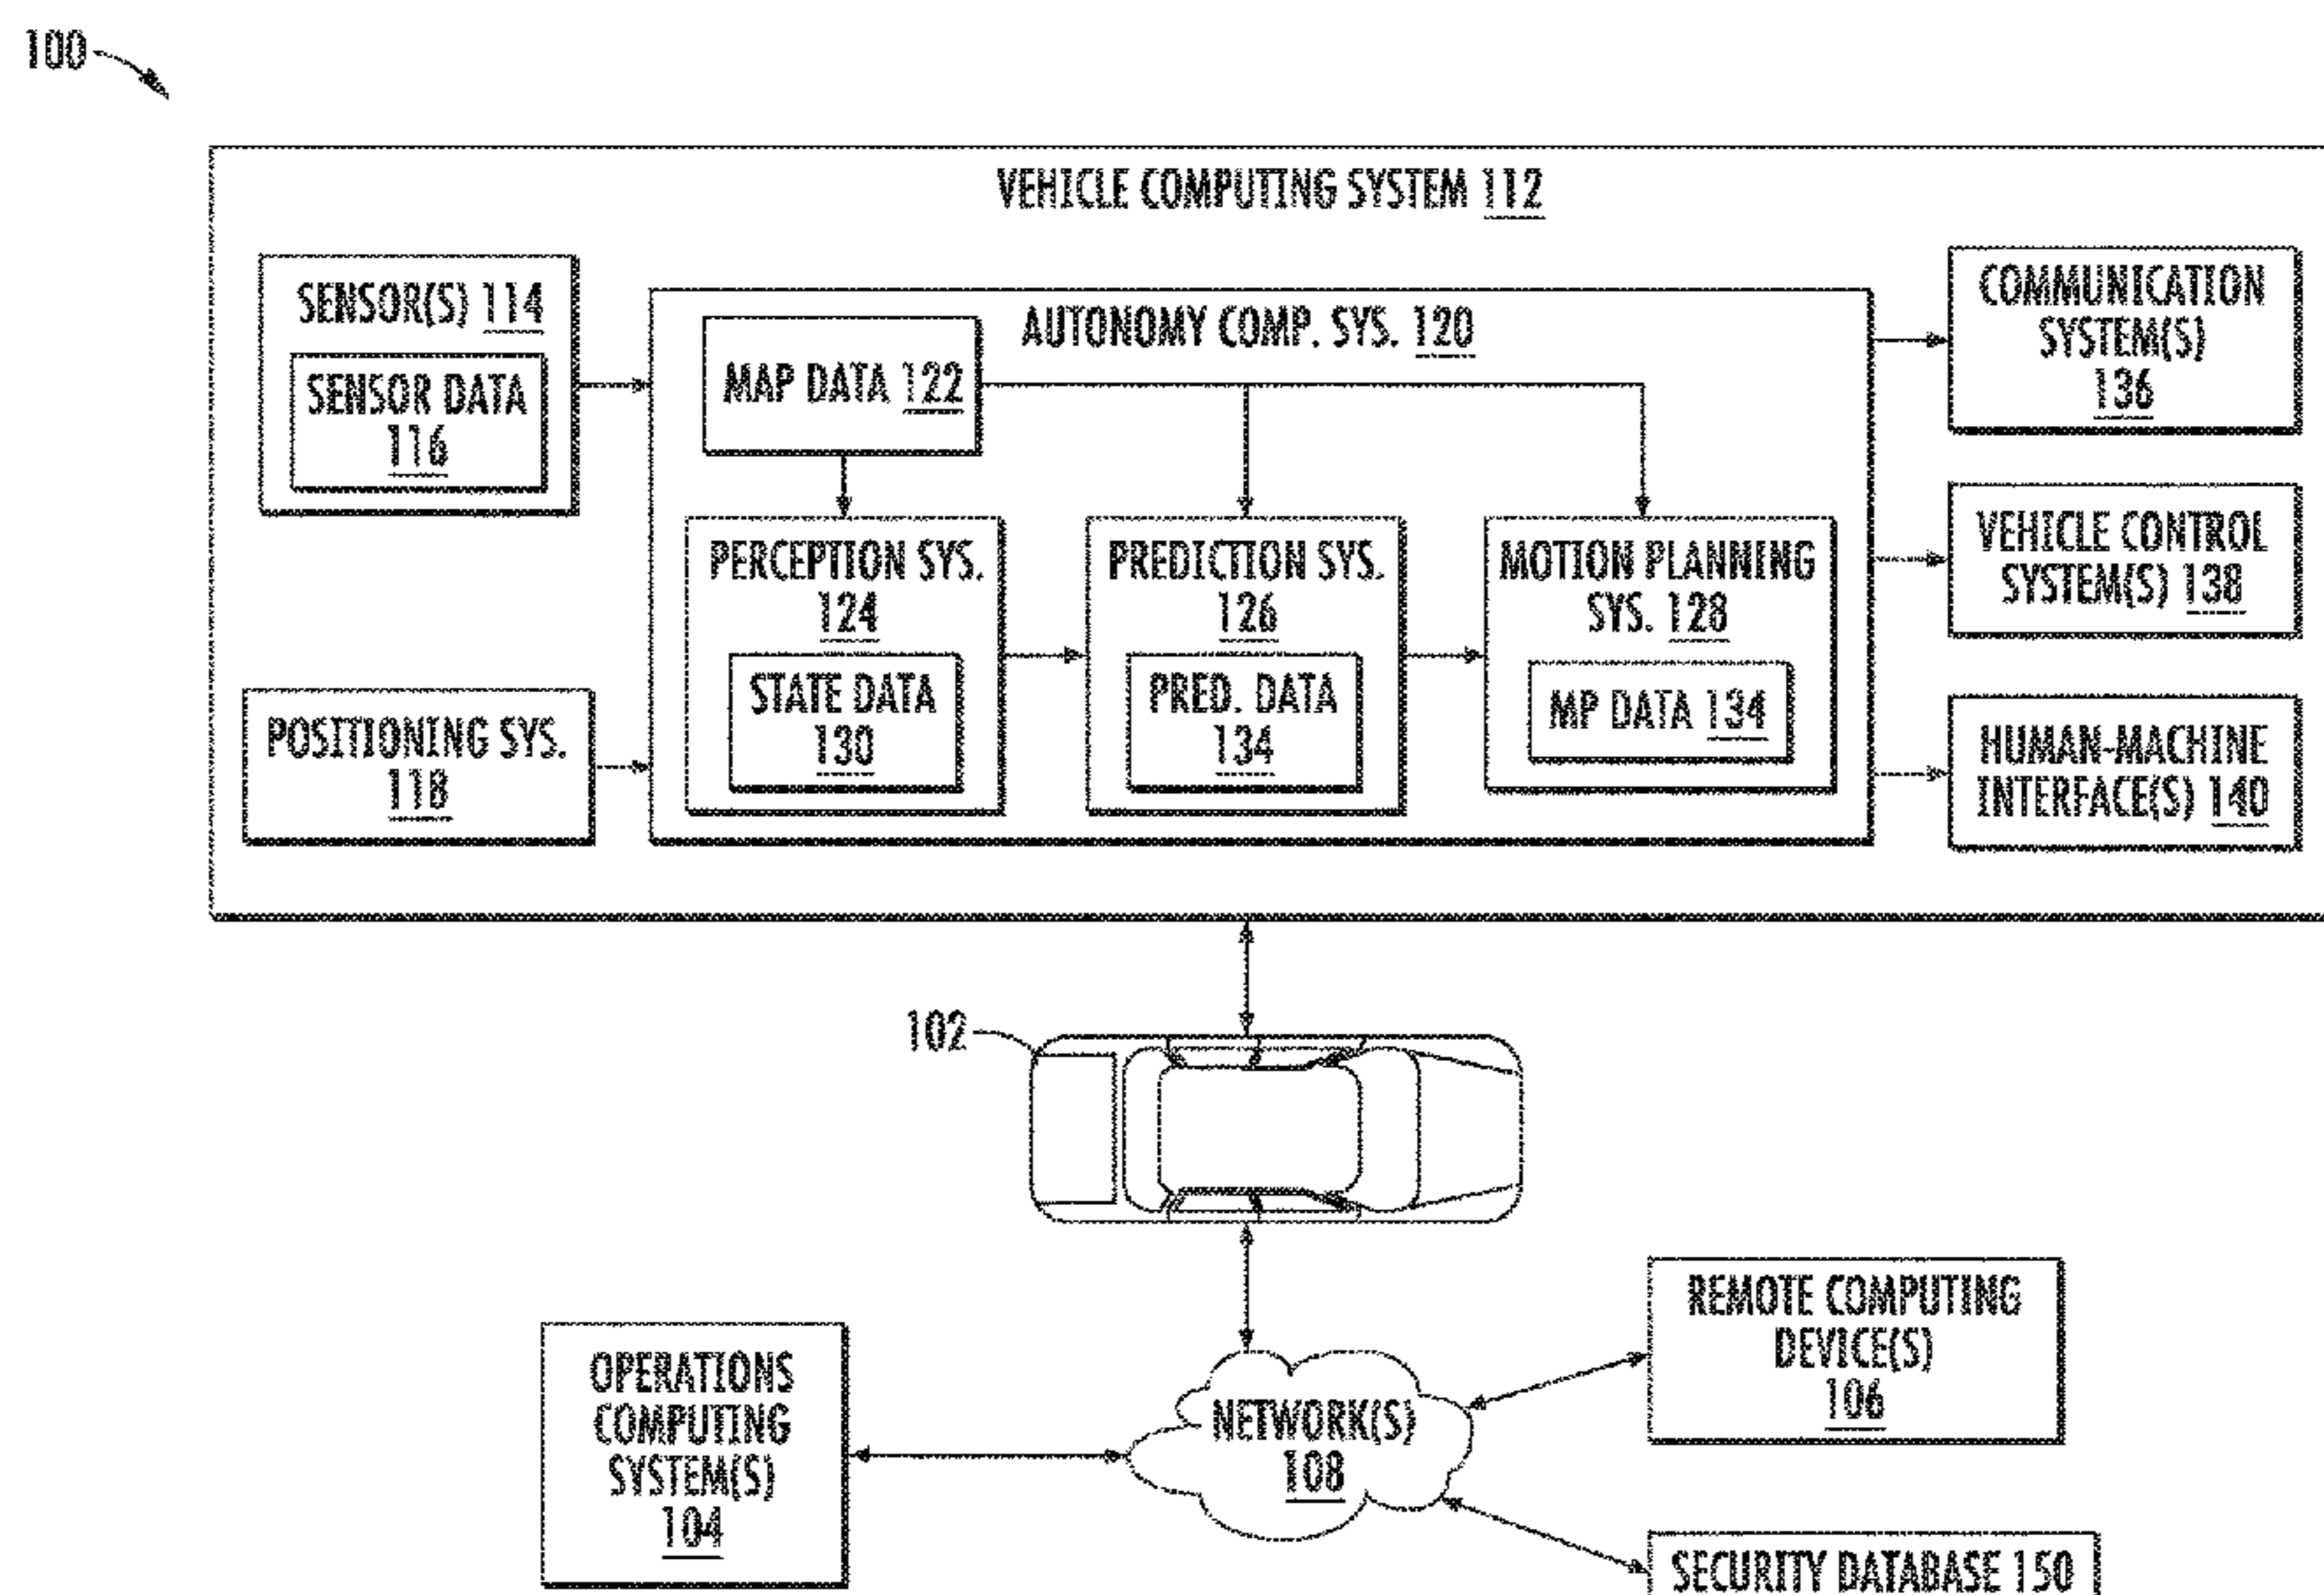 100
VEHICLE COMPUTING SYSTEM 112
SENSOR(S) 114
SENSOR DATA
116
POSITIONING SYS.
118
AUTONOMY COMP. SYS. 120
MAP DATA 122
PERCEPTION SYS.
124
STATE DATA
130
PREDICTION SYS.
126
PRED. DATA
134
MOTION PLANNING
SYS. 128
MP DATA 134
COMMUNICATION
SYSTEM(S)
136
VEHICLE CONTROL
SYSTEM(S) 138
HUMAN-MACHINE
INTERFACE(S) 140
102
OPERATIONS
COMPUTING
SYSTEM(S)
104
NETWORK(S)
108
REMOTE COMPUTING
DEVICE(S)
106
SECURITY DATABASE 150